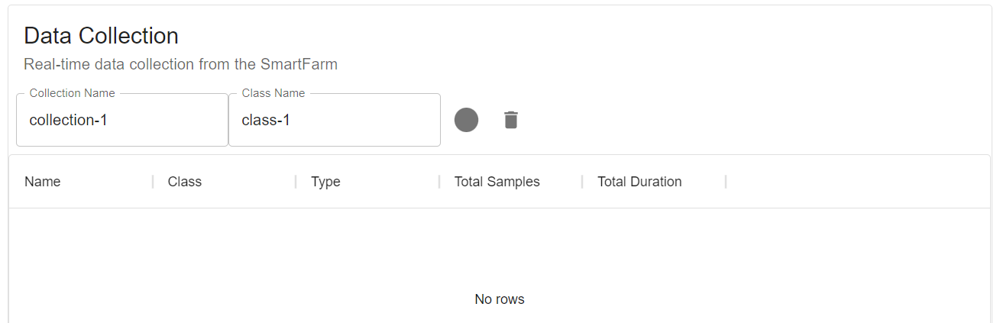 Data Collection
Real-time data collection from the SmartFarm
Collection Name Class Name
collection-1 class-1
Name Class Type Total Samples Total Duration
No rows